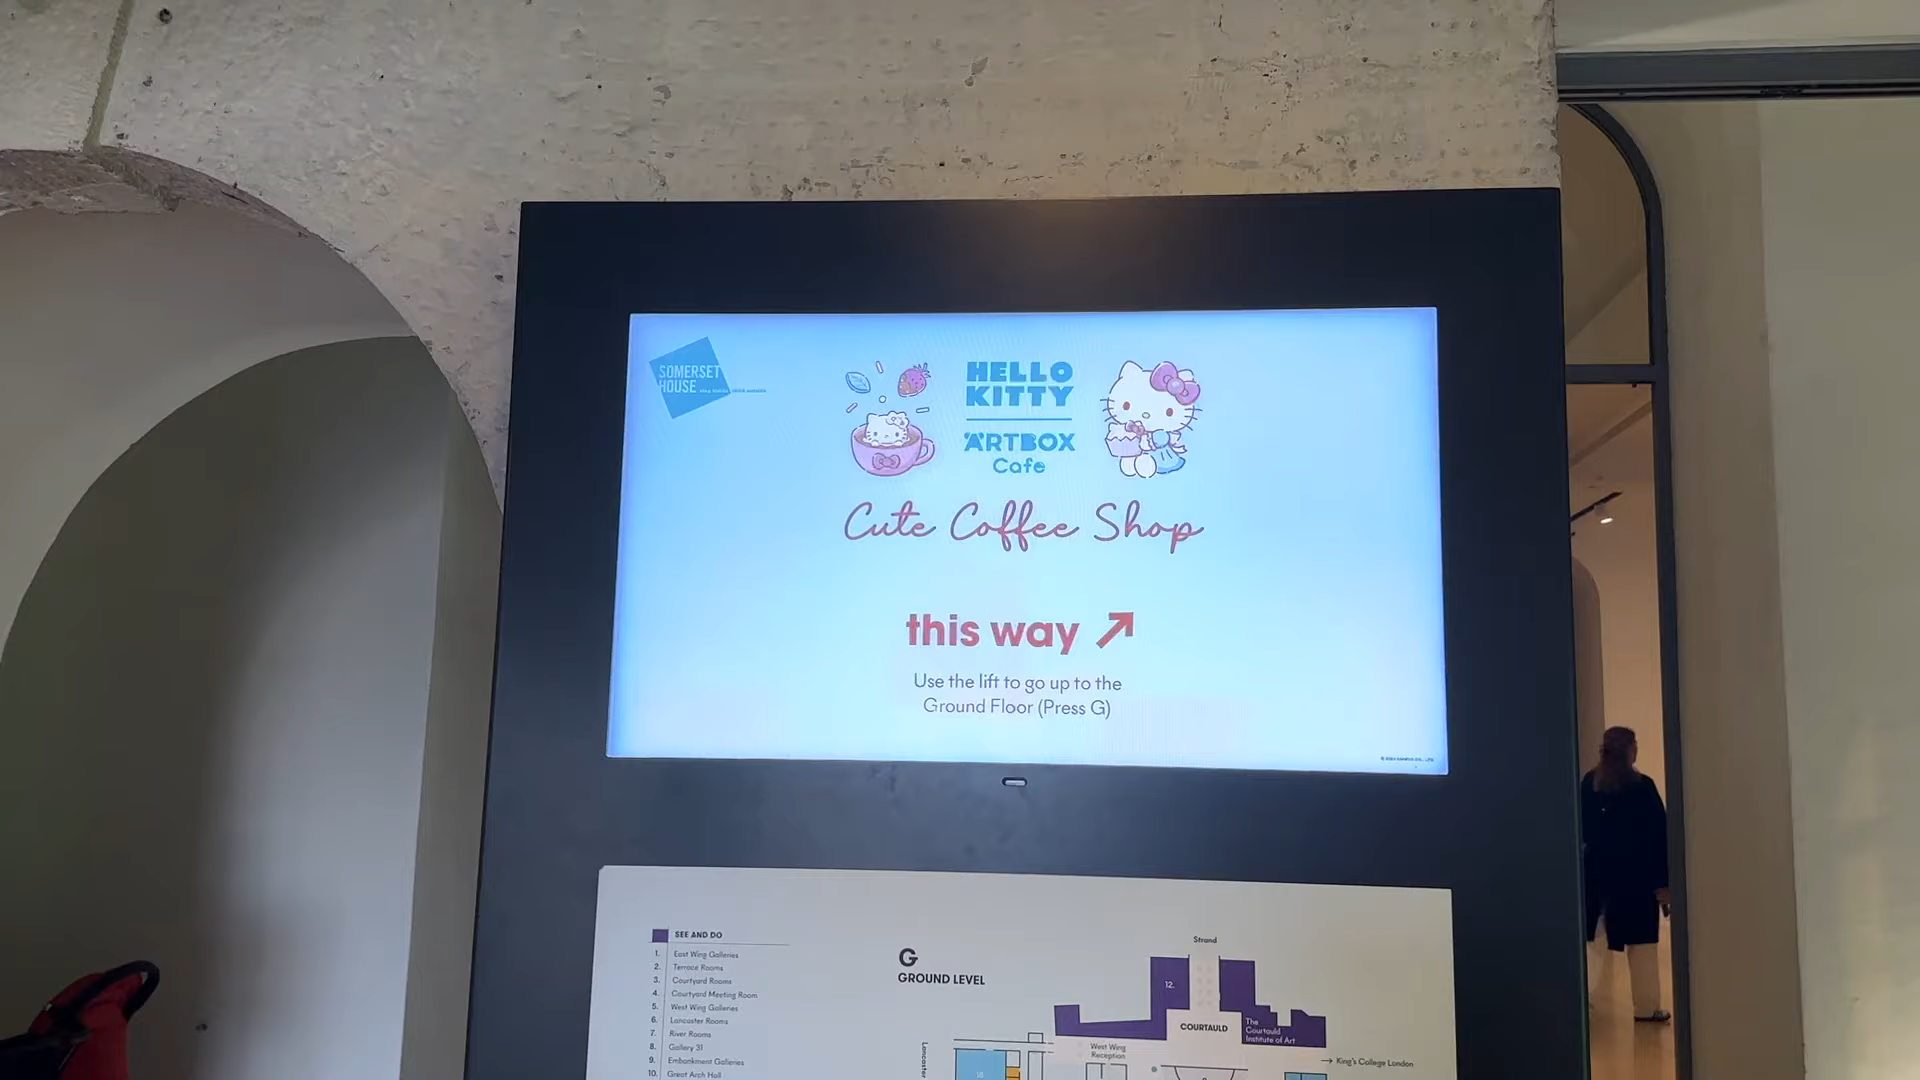 SOMERSET
HOUSE
HELLO
KITTY
ARTBOX
Cafe
Cute Coffee Shop
this way ↗
Use the lift to go up to the
Ground Floor (Press G)
SEE AND DO
1. East Wing Galleries
2. Terrace Rooms
3. Courtyard Rooms
4. Courtyard Meeting Room
5. West Wing Galleries
6. Lancaster Rooms
7. River Rooms
8. Gallery 31
9. Embankment Galleries
10. Great Arch Hall
G
GROUND LEVEL
Strand
12.
COURTAULD
The
Courtauld
Institute of Art
West Wing
Reception
→ King's College London
Lancaster